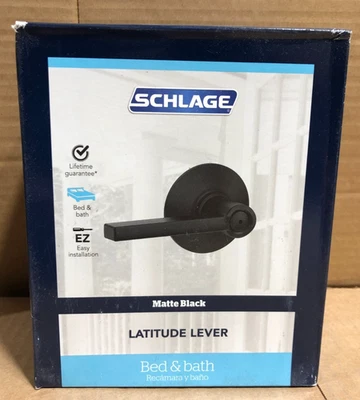 SCHLAGE
Lifetime
guarantee*
Bed &
bath
EZ
Easy
installation
Matte Black
LATITUDE LEVER
Bed & bath
Recámara y baño